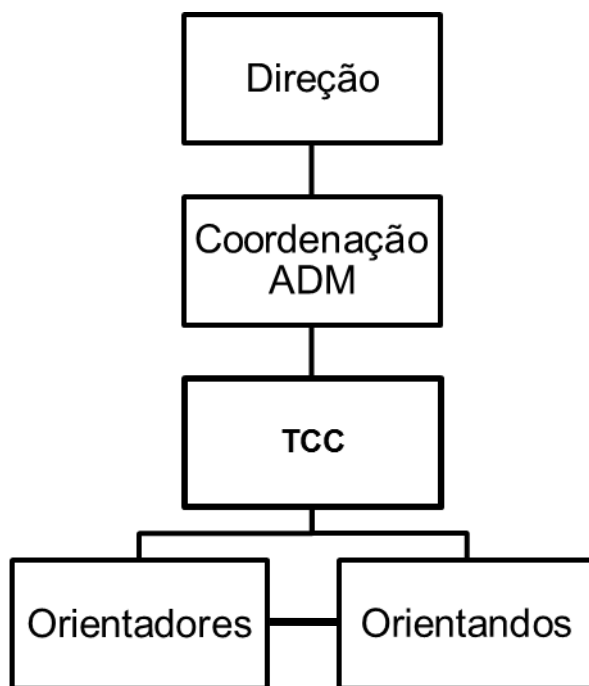 Direção
Coordenação
ADM
TCC
Orientadores
Orientandos